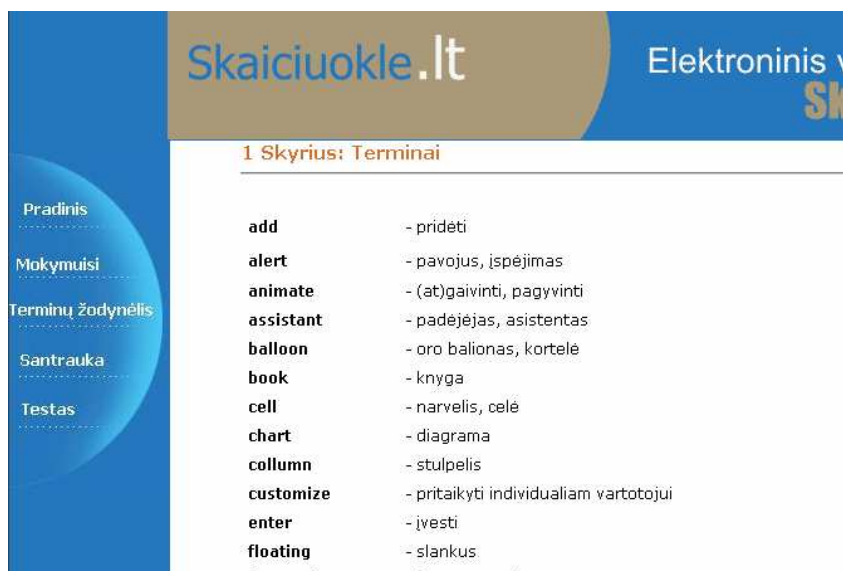 Skaiciuokle.lt
Elektroninis
1 Skyrius: Terminai
Pradinis
Mokymuisi
Terminų žodynėlis
Santrauka
Testas
add - pridėti
alert - pavojus, įspėjimas
animate - (at)gaivinti, pagyvinti
assistant - padėjėjas, asistentas
balloon - oro balionas, kortelė
book - knyga
cell - narvelis, celė
chart - diagrama
collumn - stulpelis
customize - pritaikyti individualiam vartotojui
enter - įvesti
floating - slankus